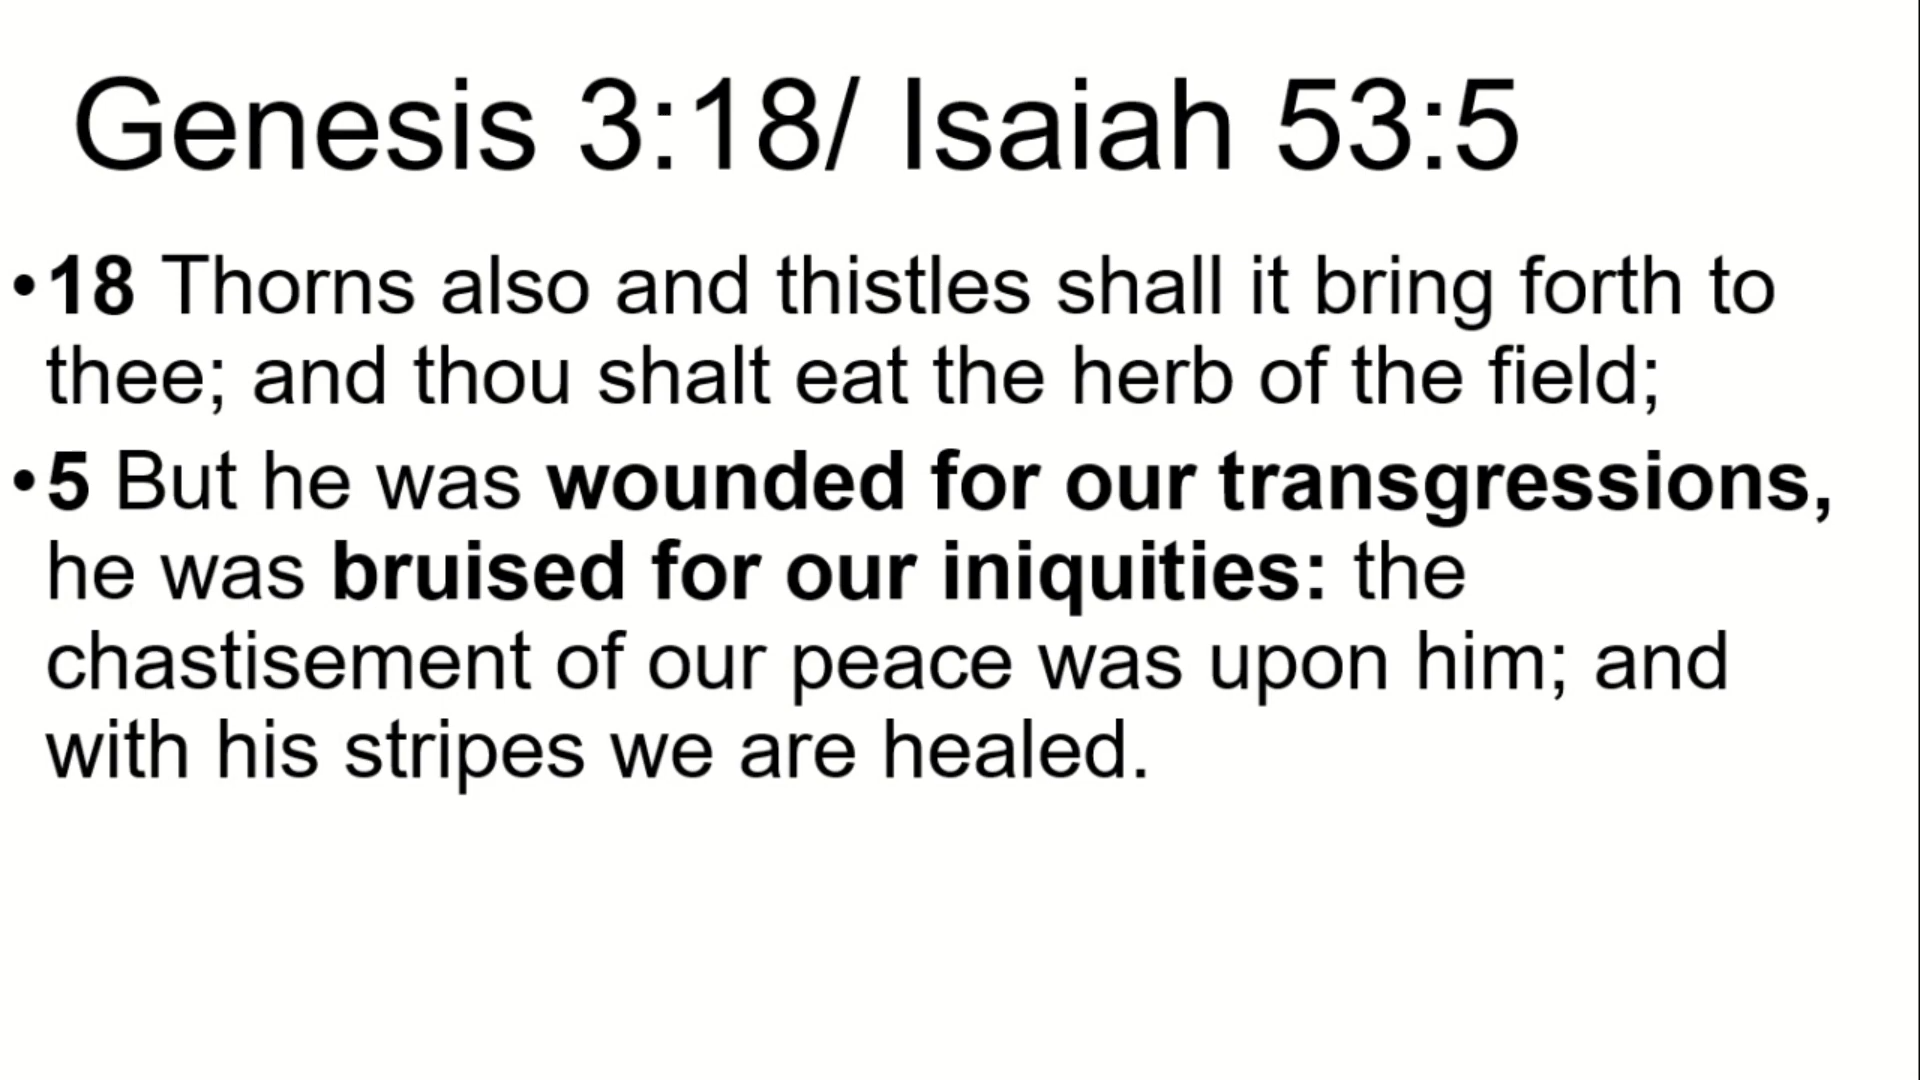 Genesis 3:18/ Isaiah 53:5
•18 Thorns also and thistles shall it bring forth to
thee; and thou shalt eat the herb of the field;
•5 But he was wounded for our transgressions,
he was bruised for our iniquities: the
chastisement of our peace was upon him; and
with his stripes we are healed.